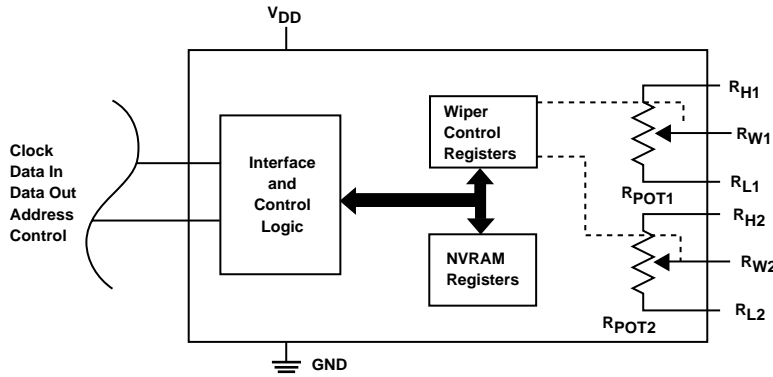 VDD
Clock
Data In
Data Out
Address
Control
Interface
and
Control
Logic
Wiper
Control
Registers
NVRAM
Registers
RH1
RW1
RL1
RPOT1
RH2
RW2
RL2
RPOT2
GND